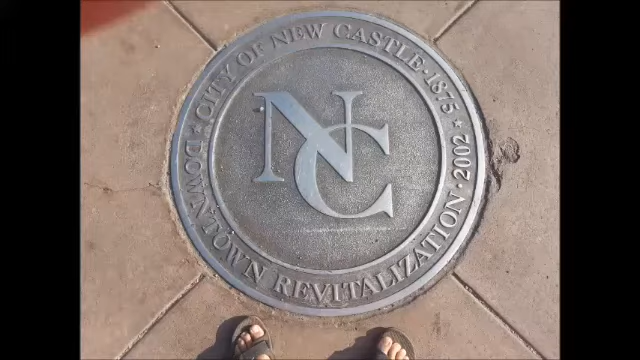 ★ CITY OF NEW CASTLE · 1875 ★
NC
DOWNTOWN REVITALIZATION · 2002